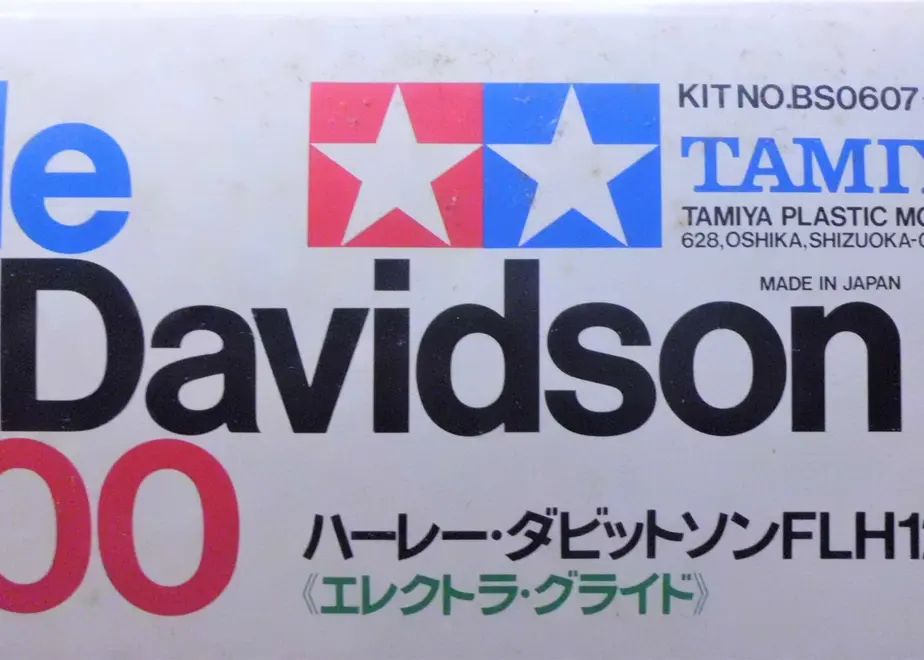 KIT NO.BS0607
le
TAMIY
TAMIYA PLASTIC MO
628,OSHIKA,SHIZUOKA-C
MADE IN JAPAN
Davidson
00
ハーレー・ダビットソンFLH12
《エレクトラ・グライド》